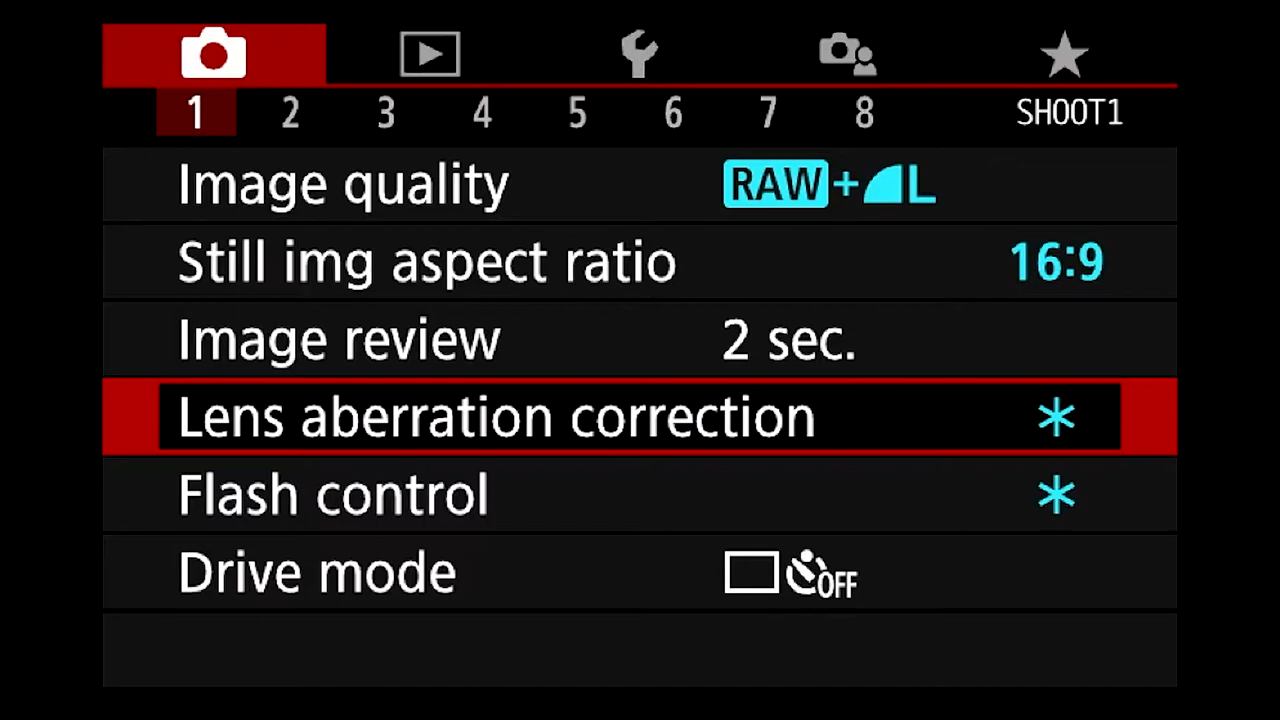 1 2 3 4 5 6 7 8 SHOOT1
Image quality RAW+L
Still img aspect ratio 16:9
Image review 2 sec.
Lens aberration correction *
Flash control *
Drive mode OFF